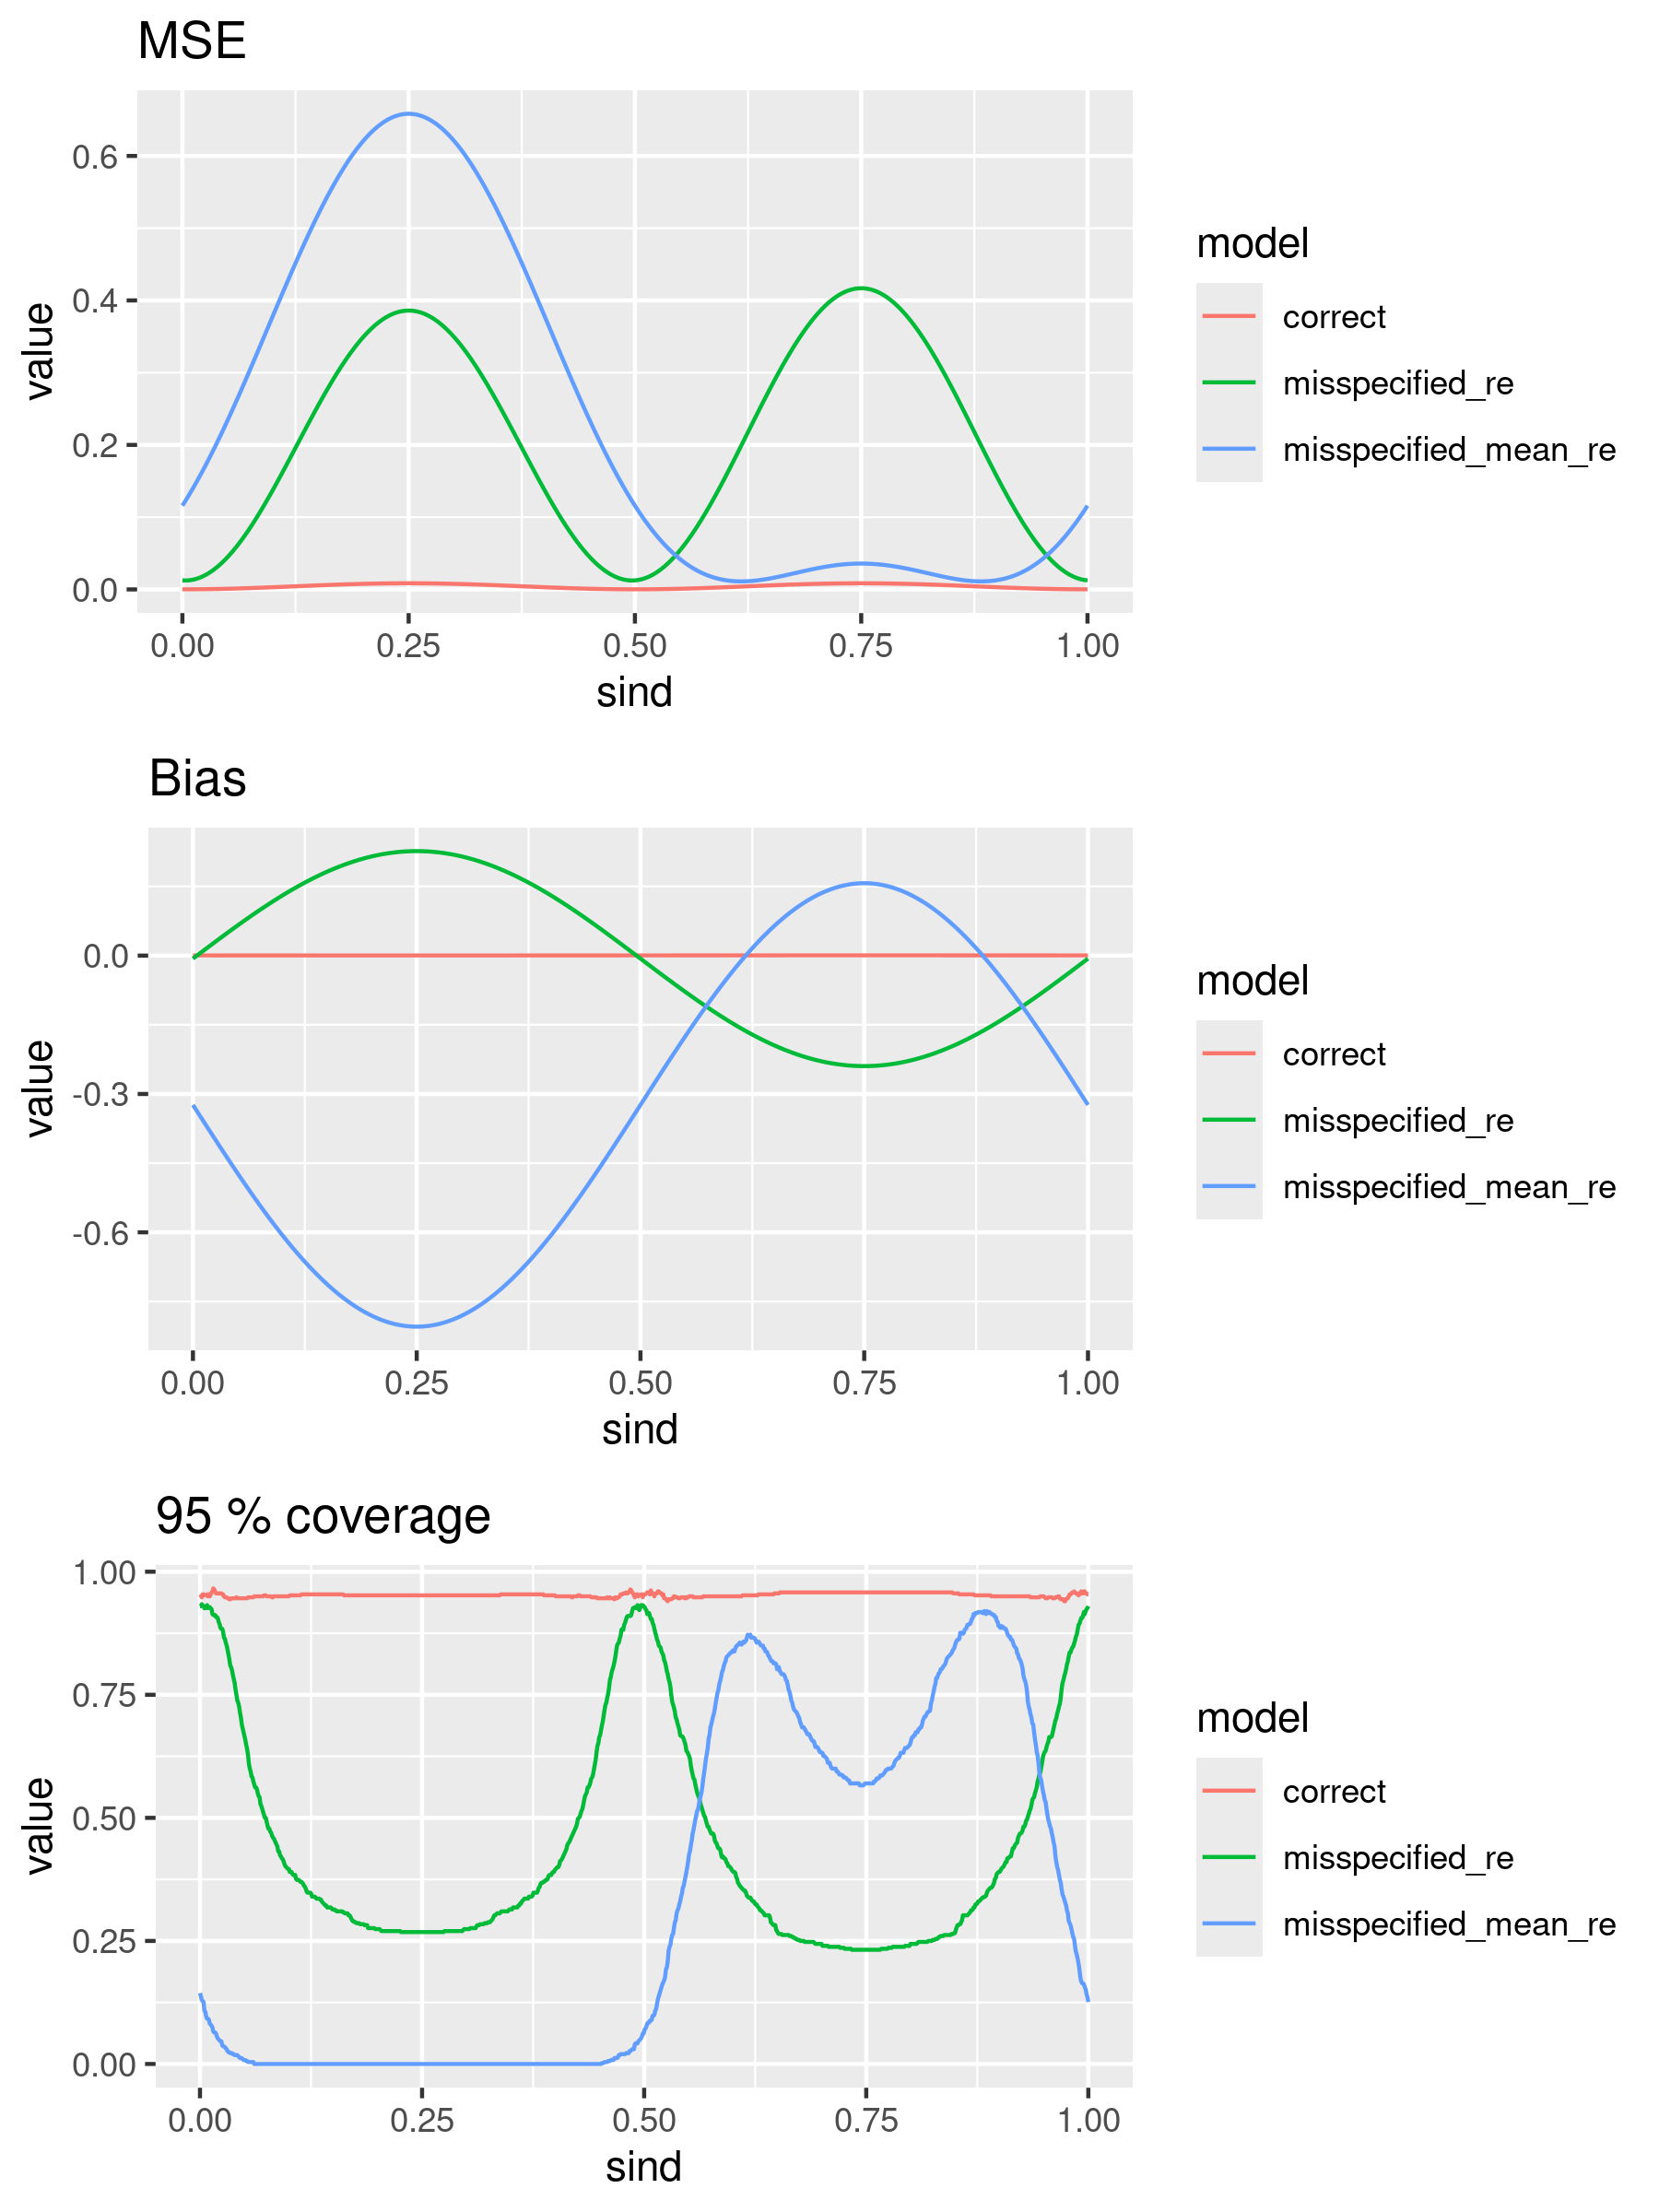 MSE
value
0.6
0.4
0.2
0.0
0.00 0.25 0.50 0.75 1.00
sind
model
correct
misspecified_re
misspecified_mean_re
Bias
value
0.0
-0.3
-0.6
0.00 0.25 0.50 0.75 1.00
sind
model
correct
misspecified_re
misspecified_mean_re
95 % coverage
value
1.00
0.75
0.50
0.25
0.00
0.00 0.25 0.50 0.75 1.00
sind
model
correct
misspecified_re
misspecified_mean_re